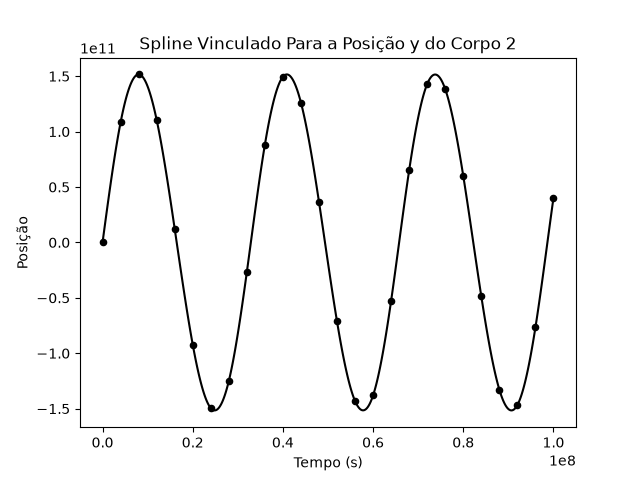 Spline Vinculado Para a Posição y do Corpo 2
1e11
1.5
1.0
0.5
0.0
−0.5
−1.0
−1.5
Posição
0.0 0.2 0.4 0.6 0.8 1.0
1e8
Tempo (s)